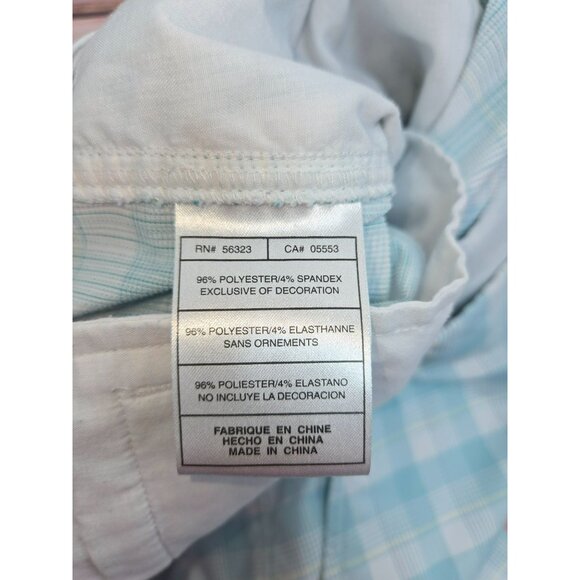 RN# 56323 CA# 05553
96% POLYESTER/4% SPANDEX
EXCLUSIVE OF DECORATION
96% POLYESTER/4% ELASTHANNE
SANS ORNEMENTS
96% POLIESTER/4% ELASTANO
NO INCLUYE LA DECORACION
FABRIQUE EN CHINE
HECHO EN CHINA
MADE IN CHINA